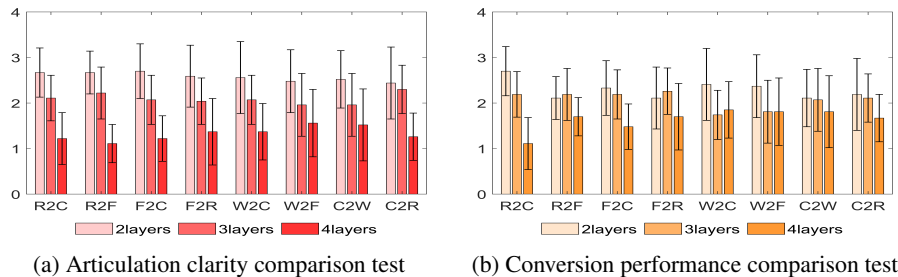 4
3
2
1
0
R2C R2F F2C F2R W2C W2F C2W C2R
2layers 3layers 4layers
(a) Articulation clarity comparison test
4
3
2
1
0
R2C R2F F2C F2R W2C W2F C2W C2R
2layers 3layers 4layers
(b) Conversion performance comparison test